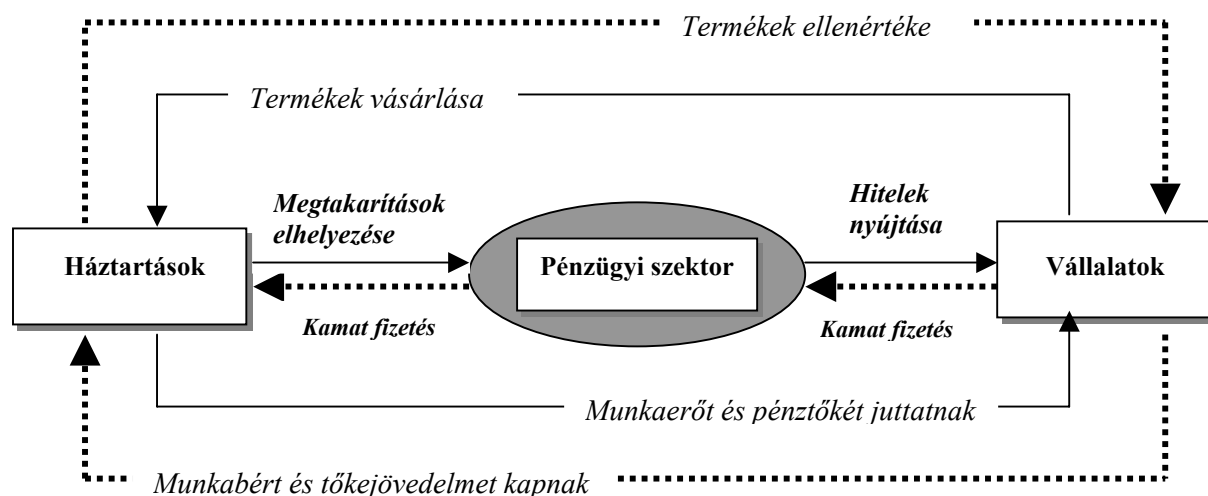 Termékek ellenértéke
Termékek vásárlása
Megtakarítások
elhelyezése
Hitelek
nyújtása
Háztartások
Pénzügyi szektor
Vállalatok
Kamat fizetés
Kamat fizetés
Munkaerőt és pénztőkét juttatnak
Munkabért és tőkejövedelmet kapnak